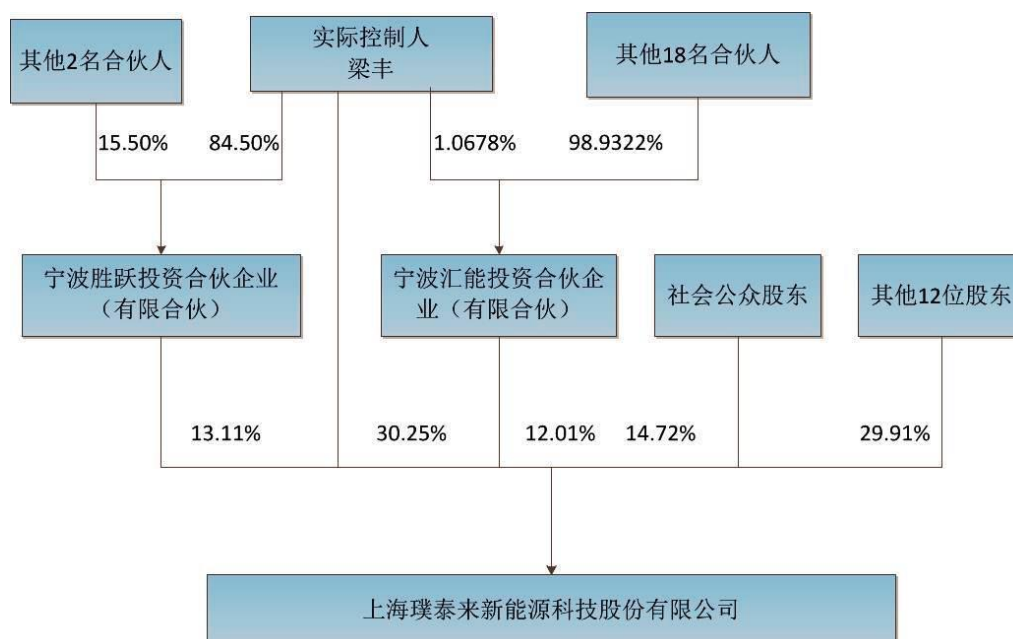 其他2名合伙人
实际控制人
梁丰
其他18名合伙人
15.50%
84.50%
1.0678%
98.9322%
宁波胜跃投资合伙企业
（有限合伙）
宁波汇能投资合伙企
业（有限合伙）
社会公众股东
其他12位股东
13.11%
30.25%
12.01%
14.72%
29.91%
上海璞泰来新能源科技股份有限公司